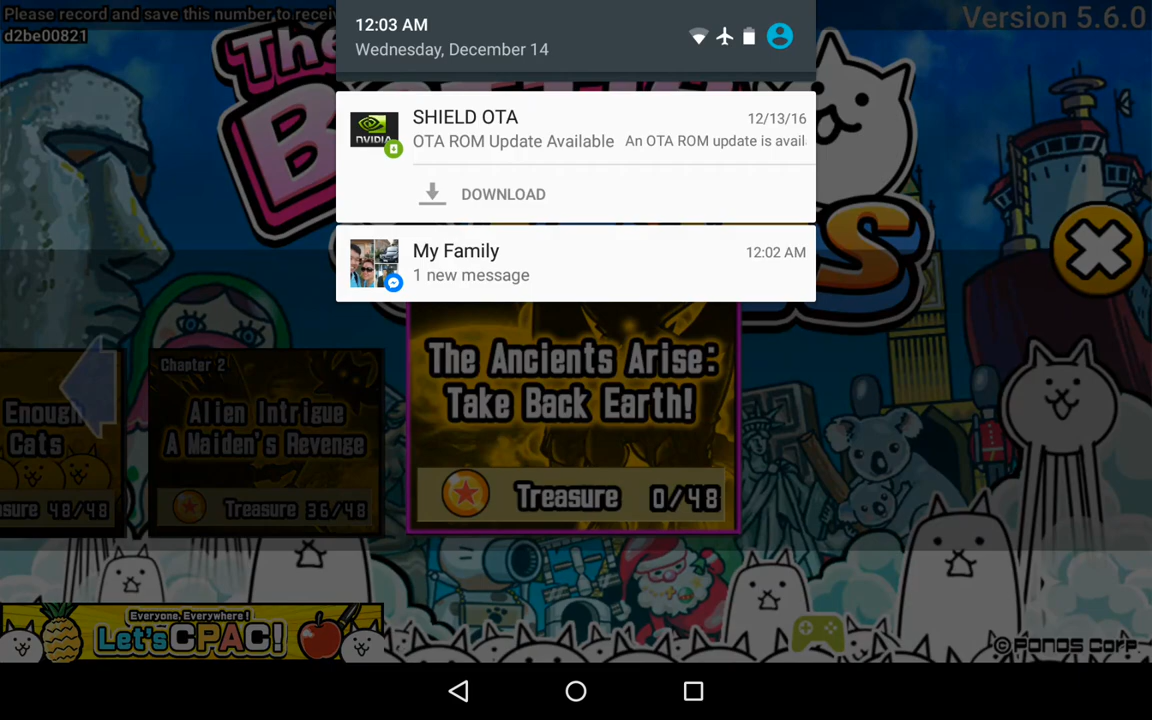 Please record and save this number to recei
d2be00821
Version 5.6.0
12:03 AM
Wednesday, December 14
The
SHIELD OTA
12/13/16
OTA ROM Update Available An OTA ROM update is avail
NVIDIA
DOWNLOAD
My Family
12:02 AM
1 new message
Enough
Cats
48/48
Chapter 2
Alien Intrigue
A Maiden's Revenge
Treasure 36/48
The Ancients Arise:
Take Back Earth!
Treasure 0/48
Everyone, Everywhere!
Let's CPAC!
©PONOS Corp.